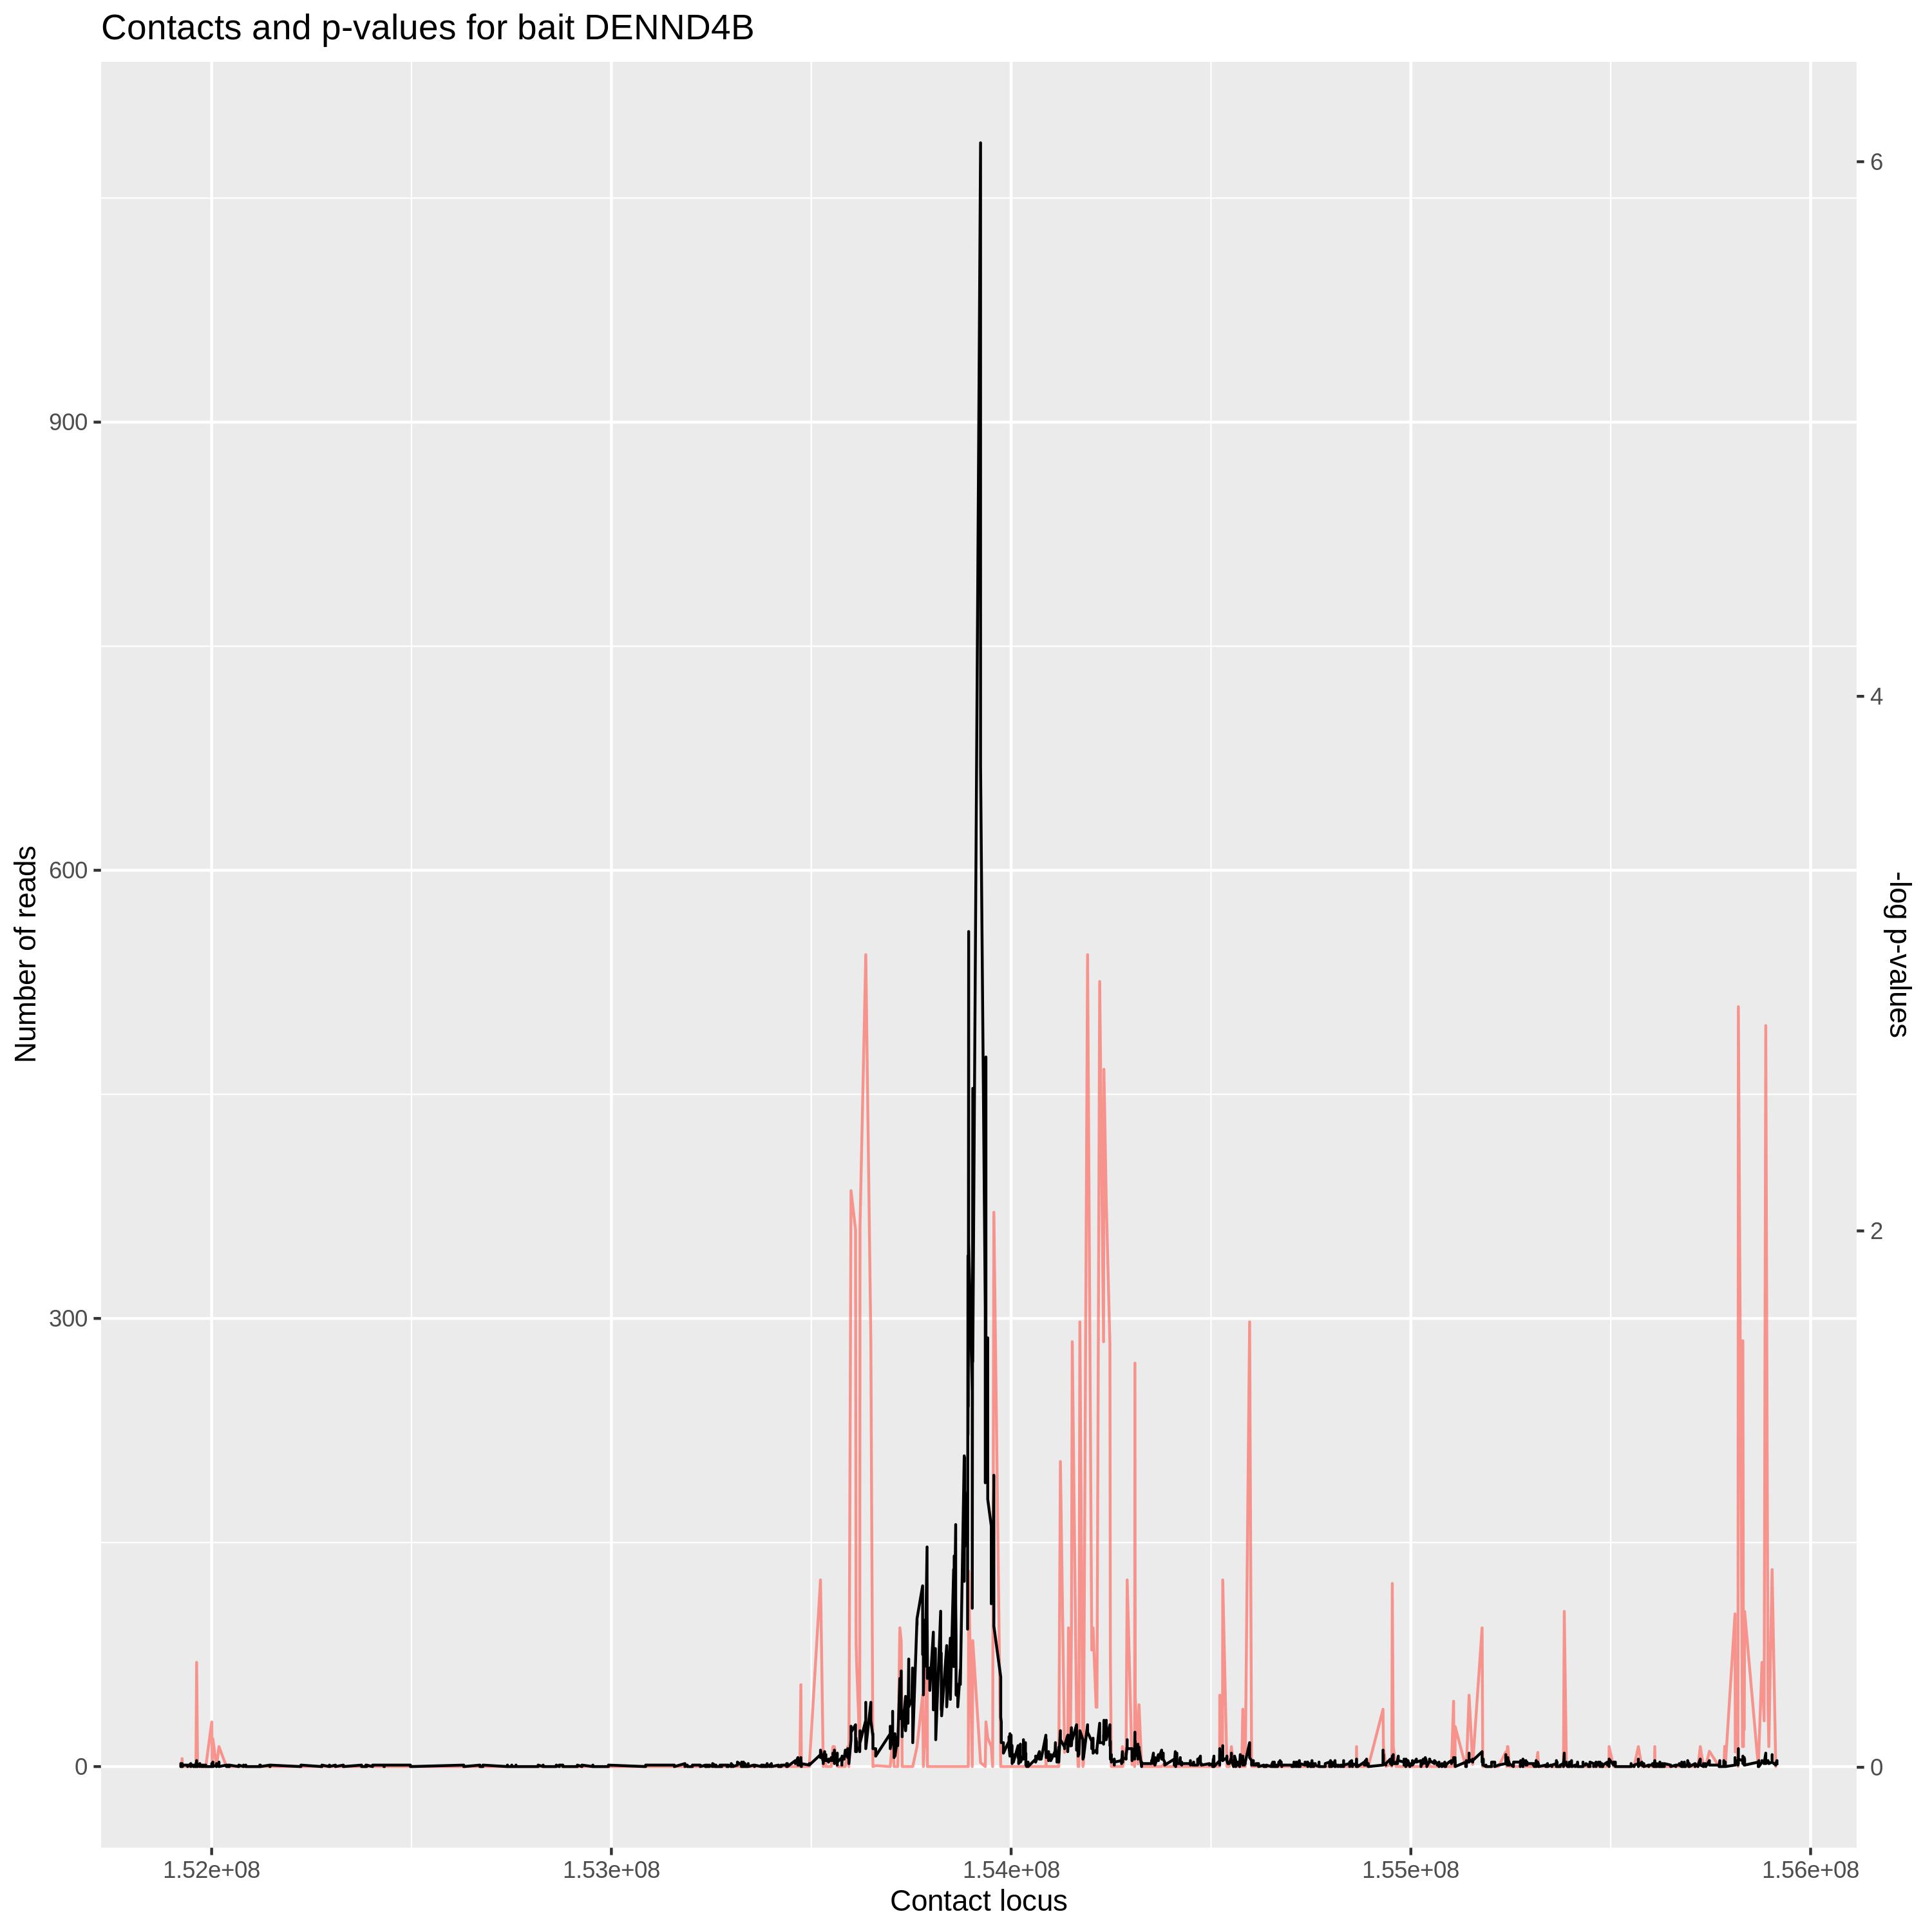 Contacts and p-values for bait DENND4B
Number of reads
900
600
300
0
6
4
2
0
-log p-values
1.52e+08
1.53e+08
1.54e+08
1.55e+08
1.56e+08
Contact locus